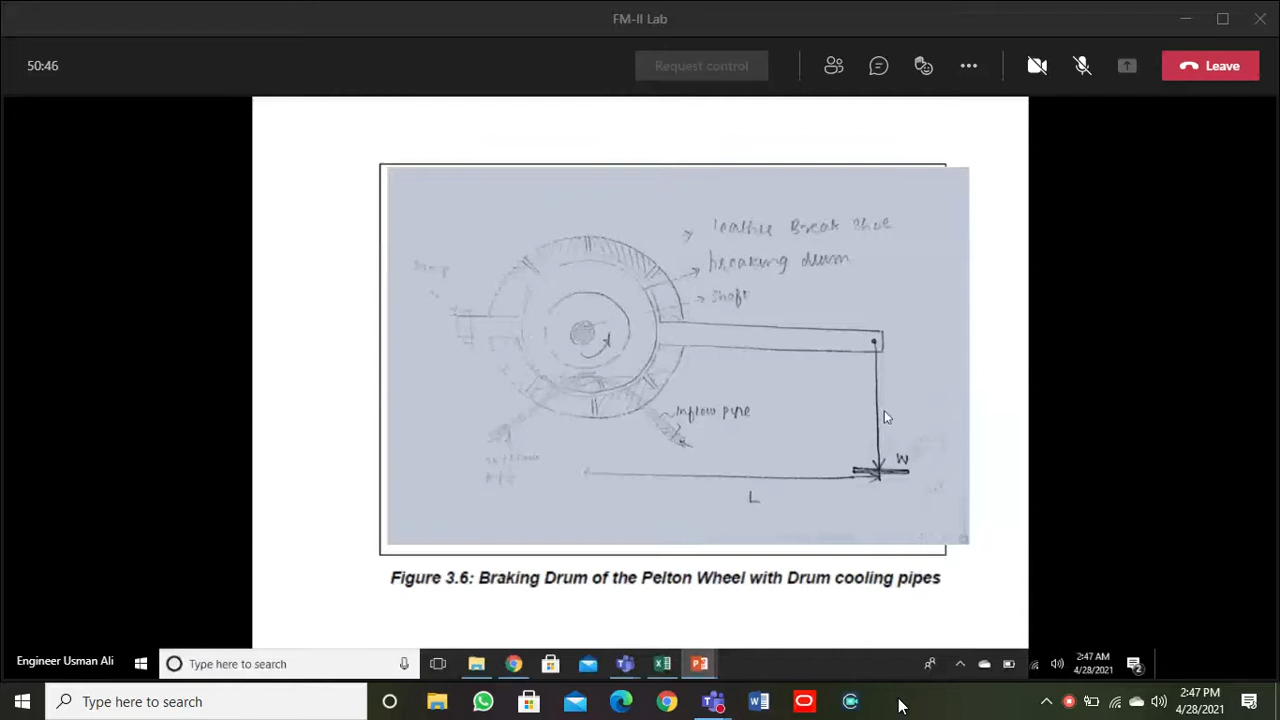 FM-II Lab
50:46
Request control
Leave
Break Shoe
breaking drum
Shaft
Inflow pipe
W
L
Figure 3.6: Braking Drum of the Pelton Wheel with Drum cooling pipes
Engineer Usman Ali
Type here to search
2:47 AM
4/28/2021
2
Type here to search
2:47 PM
4/28/2021